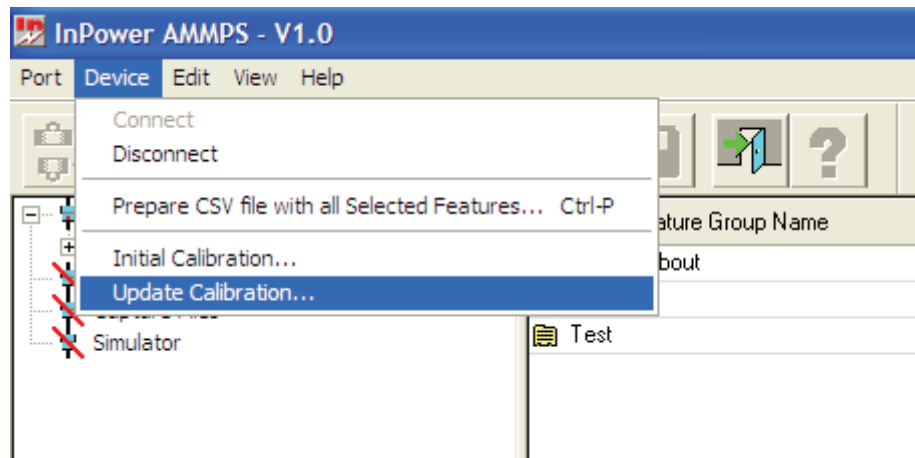 InPower AMMPS - V1.0
Port Device Edit View Help
Connect
Disconnect
Prepare CSV file with all Selected Features... Ctrl-P
ature Group Name
Initial Calibration...
bout
Update Calibration...
Simulator
Test